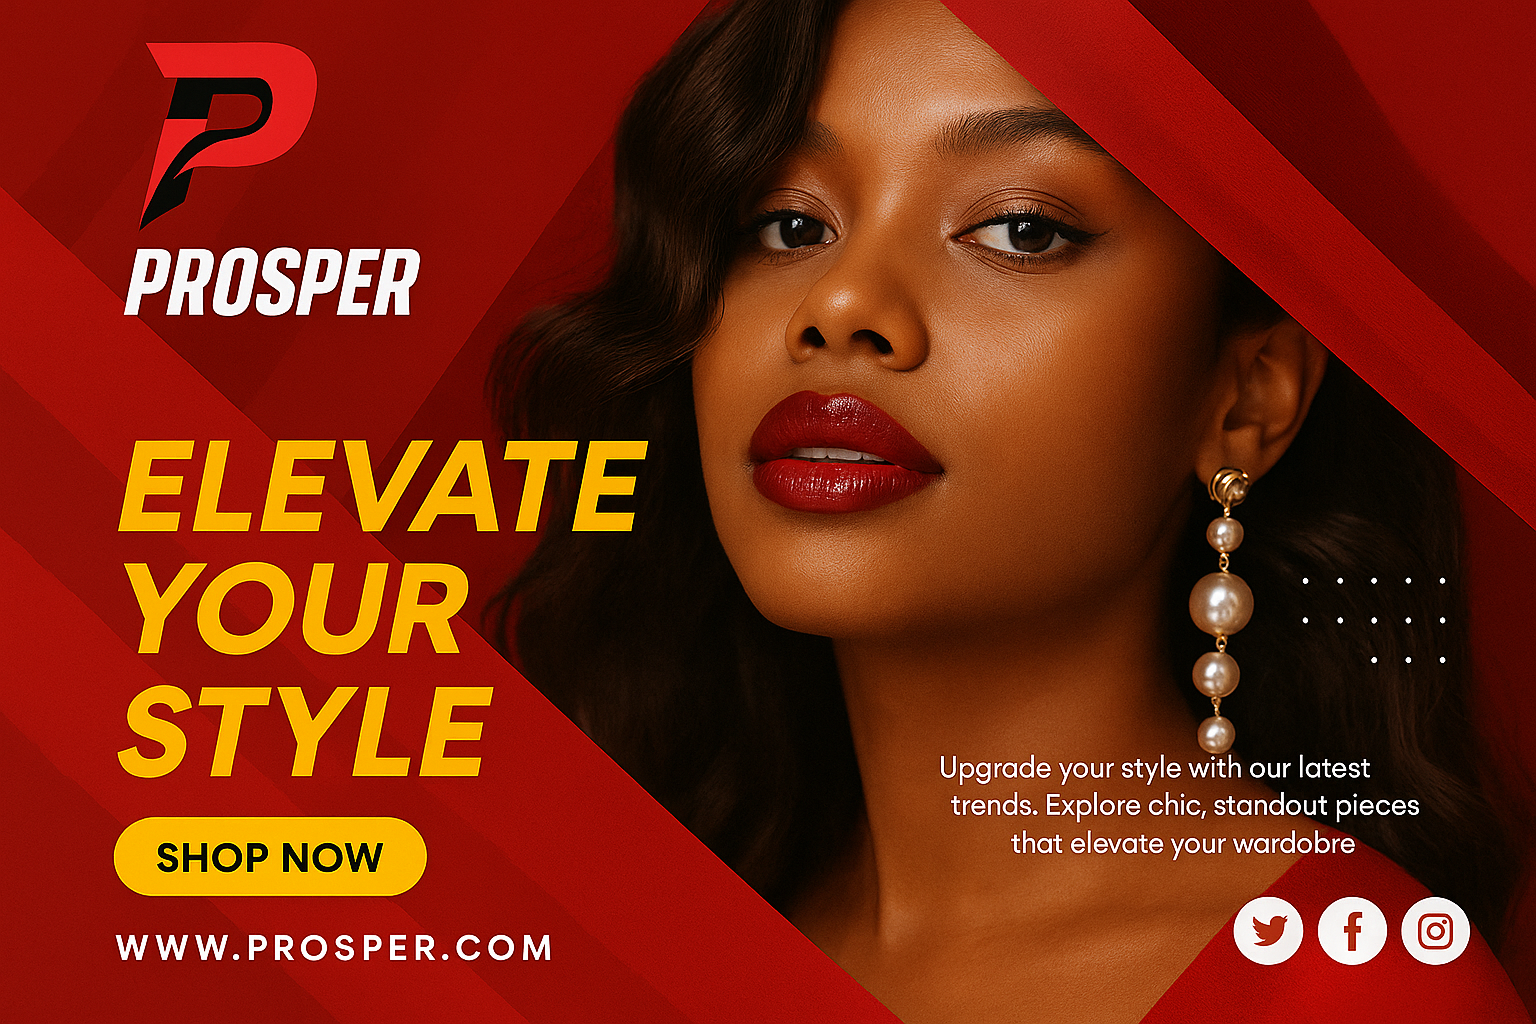 PROSPER
ELEVATE
YOUR
STYLE
SHOP NOW
WWW.PROSPER.COM
Upgrade your style with our latest
trends. Explore chic, standout pieces
that elevate your wardobre